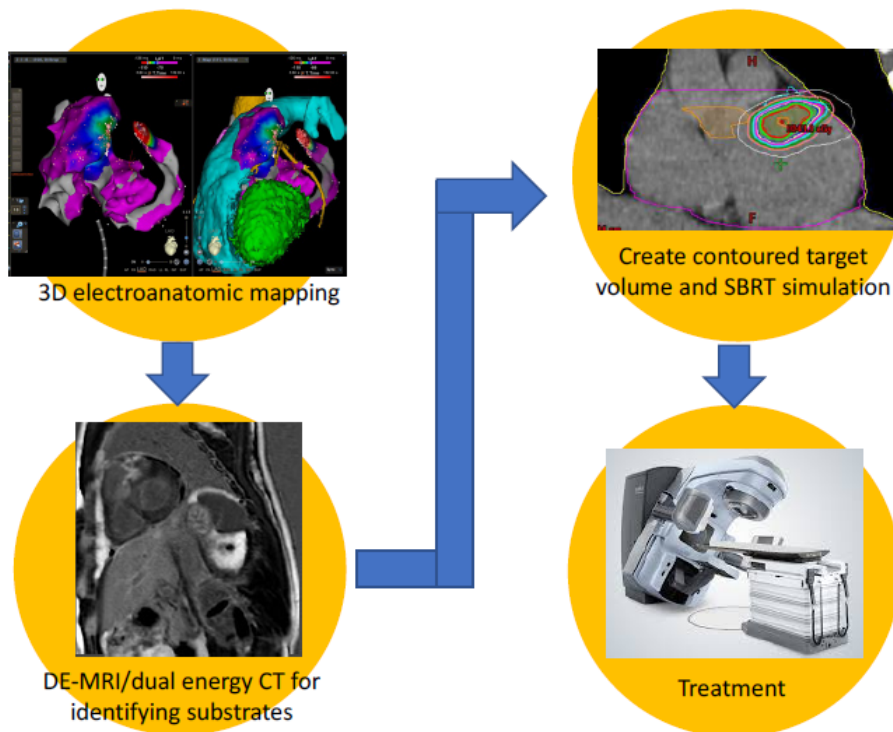 3D electroanatomic mapping
DE-MRI/dual energy CT for
identifying substrates
H
F
Create contoured target
volume and SBRT simulation
Treatment